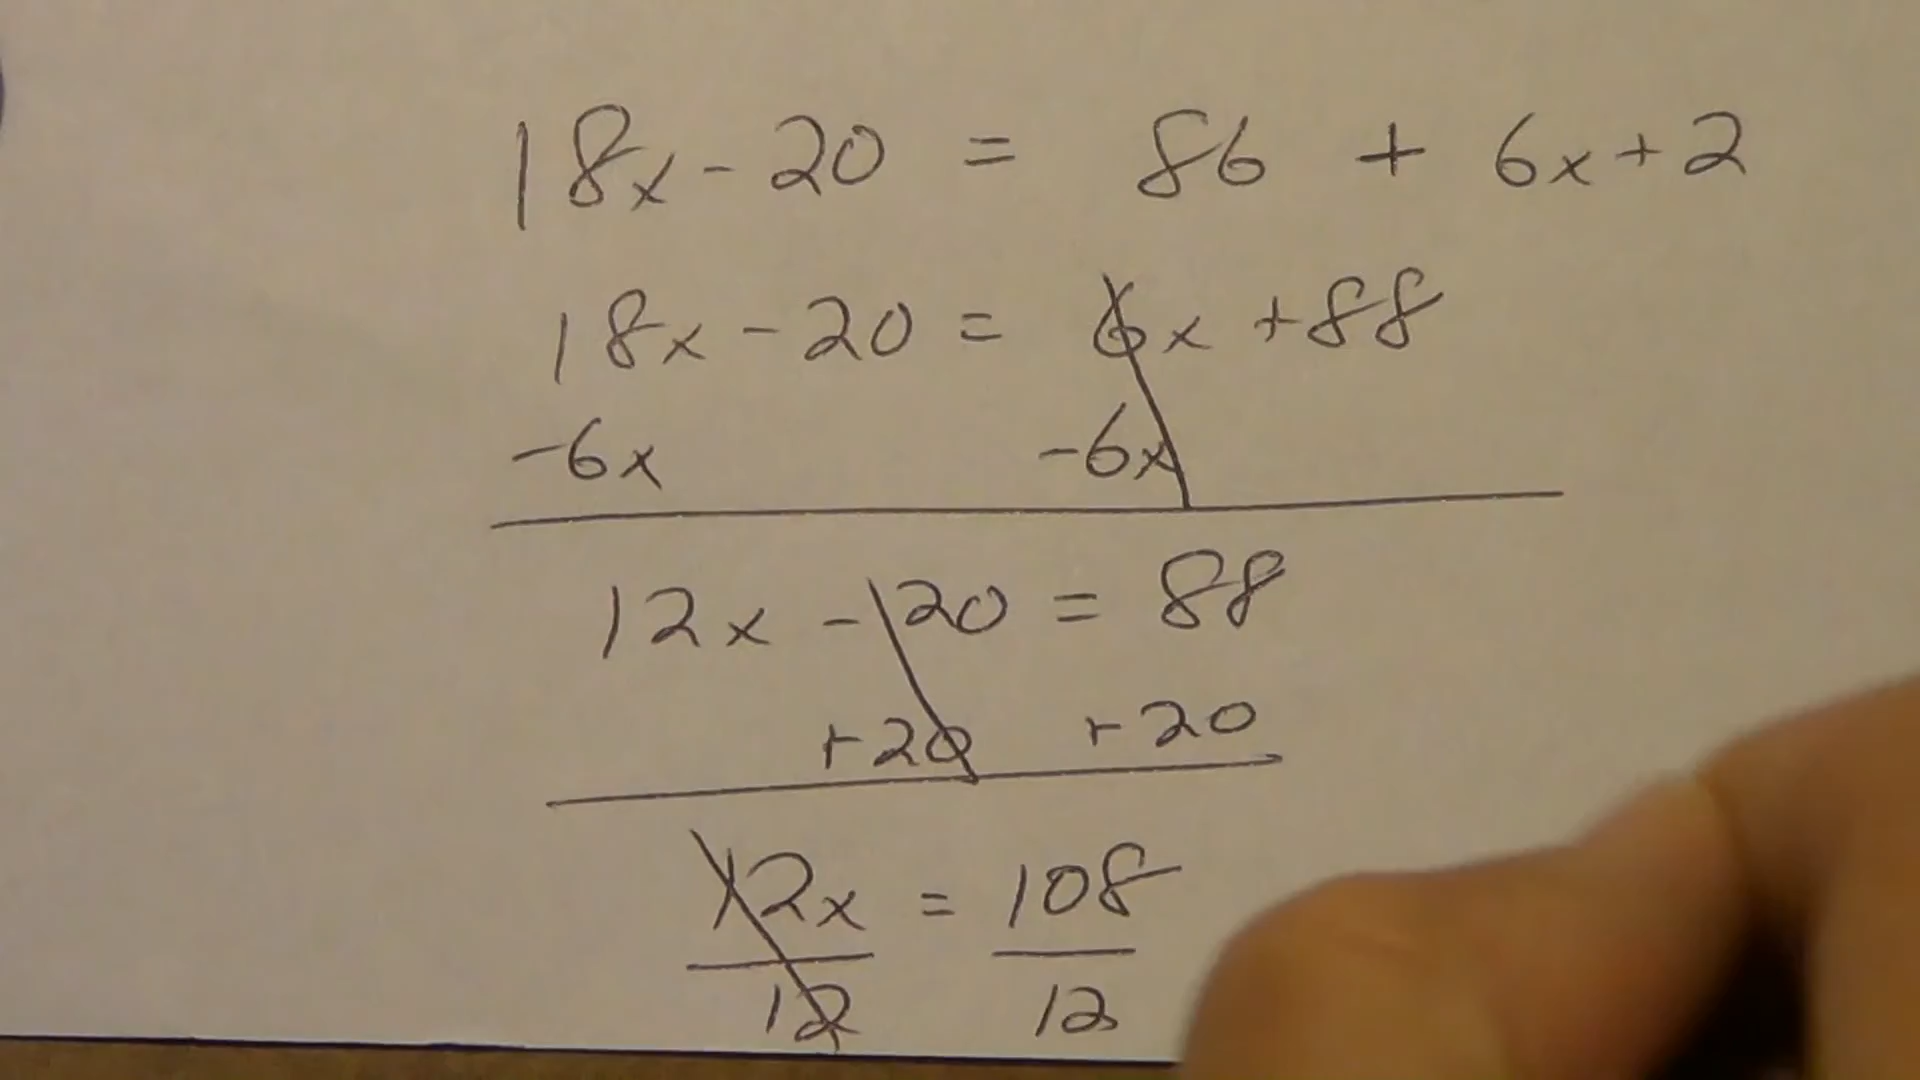 18x - 20 = 86 + 6x + 2
18x - 20 = 6x + 88
-6x -6x
12x - 20 = 88
+20 +20
12x = 108
12 12